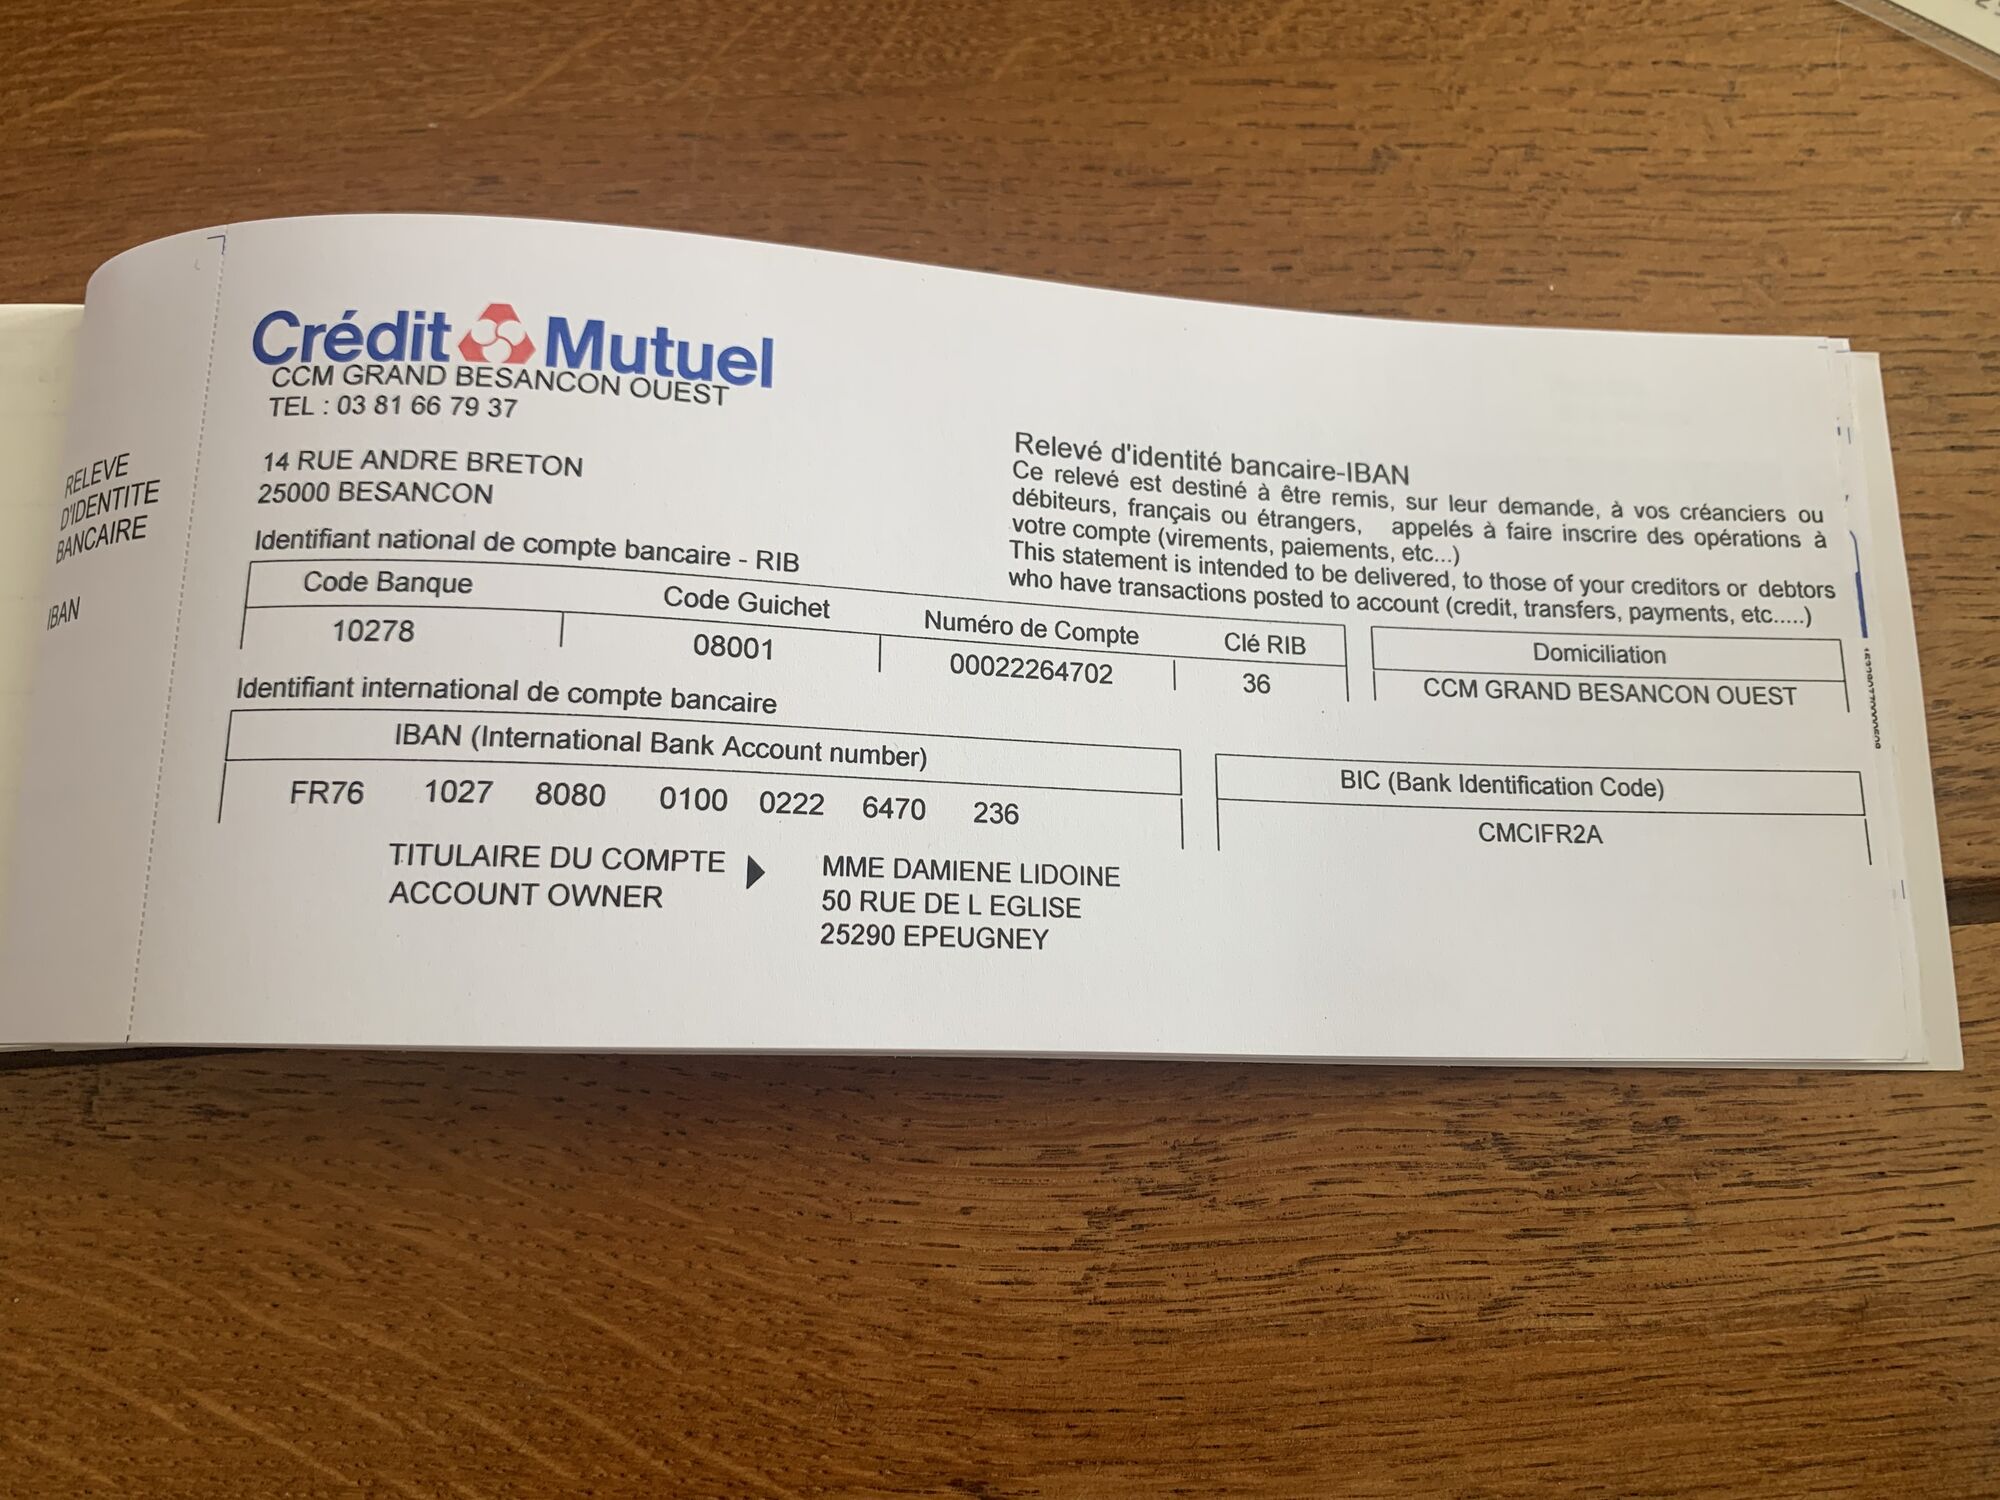 RELEVE
D'IDENTITE
BANCAIRE
IBAN
Crédit Mutuel
CCM GRAND BESANCON OUEST
TEL : 03 81 66 79 37
14 RUE ANDRE BRETON
25000 BESANCON
Relevé d'identité bancaire-IBAN
Ce relevé est destiné à être remis, sur leur demande, à vos créanciers ou
débiteurs, français ou étrangers, appelés à faire inscrire des opérations à
votre compte (virements, paiements, etc...)
This statement is intended to be delivered, to those of your creditors or debtors
who have transactions posted to account (credit, transfers, payments, etc.....)
Identifiant national de compte bancaire - RIB
Code Banque Code Guichet Numéro de Compte Clé RIB Domiciliation
10278 08001 00022264702 36 CCM GRAND BESANCON OUEST
Identifiant international de compte bancaire
IBAN (International Bank Account number) BIC (Bank Identification Code)
FR76 1027 8080 0100 0222 6470 236 CMCIFR2A
TITULAIRE DU COMPTE MME DAMIENE LIDOINE
ACCOUNT OWNER 50 RUE DE L EGLISE
25290 EPEUGNEY